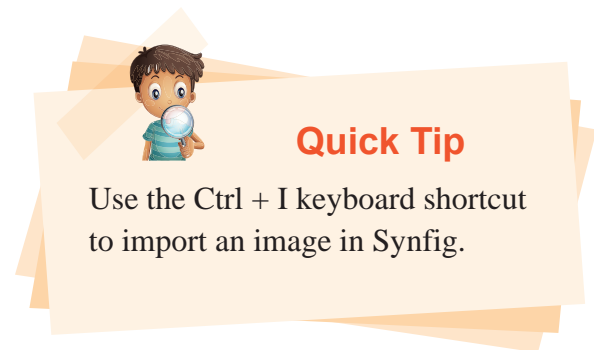 Quick Tip
Use the Ctrl + I keyboard shortcut
to import an image in Synfig.